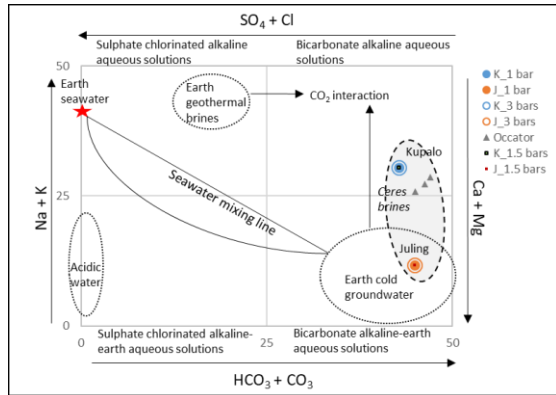 SO₄ + Cl
Sulphate chlorinated alkaline
aqueous solutions
Bicarbonate alkaline aqueous
solutions
50
Earth
seawater
Earth
geothermal
brines
CO₂ interaction
Kupalo
Na + K
25
Seawater mixing line
Ceres
brines
Ca + Mg
Juling
Acidic
water
Earth cold
groundwater
0
Sulphate chlorinated alkaline-
earth aqueous solutions
Bicarbonate alkaline-earth
aqueous solutions
0
25
50
HCO₃ + CO₃
K_1 bar
J_1 bar
K_3 bars
J_3 bars
Occator
K_1.5 bars
J_1.5 bars